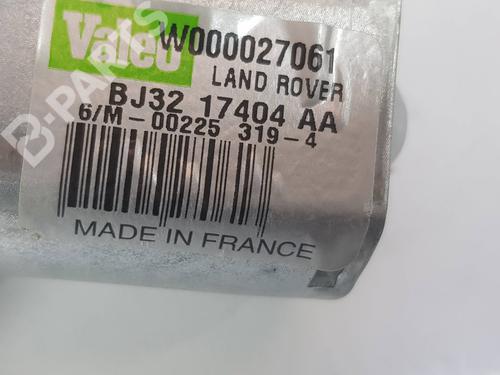 Valeo
W000027061
LAND ROVER
BJ32 17404 AA
6/M-00225 319-4
MADE IN FRANCE
B-PARTS